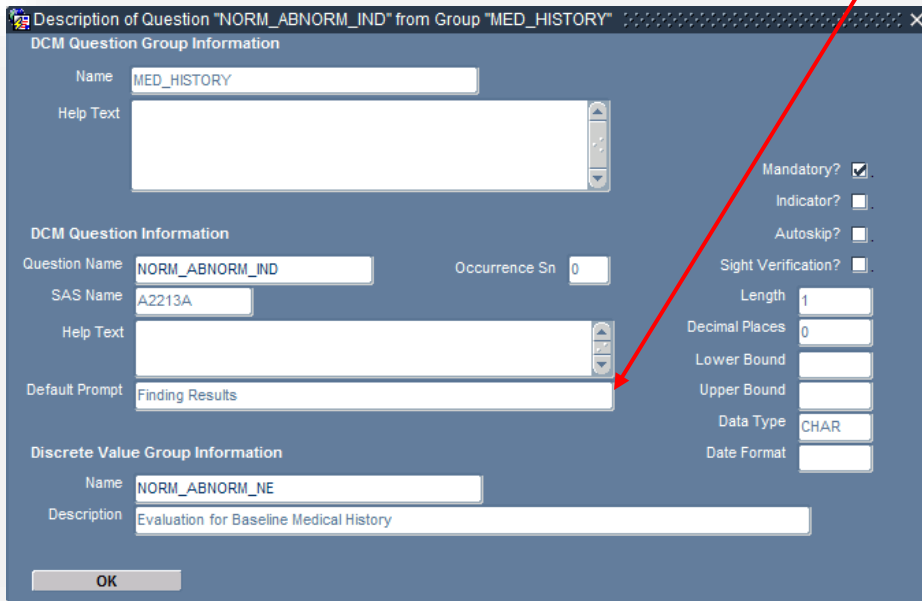 Description of Question "NORM_ABNORM_IND" from Group "MED_HISTORY"
DCM Question Group Information
Name MED_HISTORY
Help Text
Mandatory?
Indicator?
DCM Question Information
Autoskip?
Question Name NORM_ABNORM_IND Occurrence Sn 0 Sight Verification?
SAS Name A2213A Length 1
Help Text Decimal Places 0
Lower Bound
Default Prompt Finding Results Upper Bound
Data Type CHAR
Discrete Value Group Information Date Format
Name NORM_ABNORM_NE
Description Evaluation for Baseline Medical History
OK